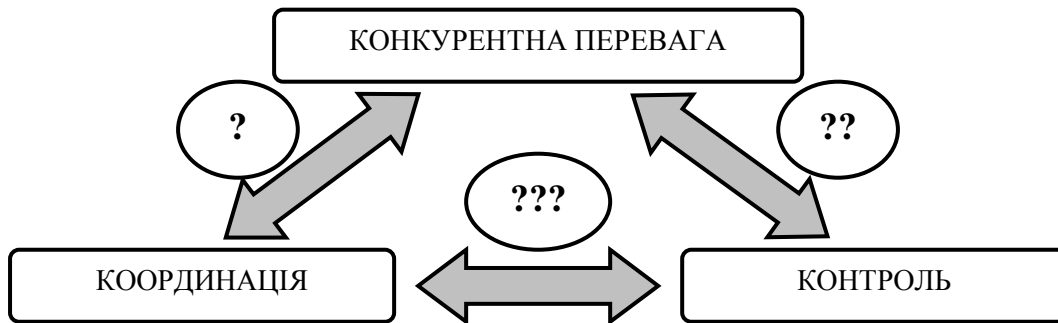 КОНКУРЕНТНА ПЕРЕВАГА
?
??
???
КООРДИНАЦІЯ
КОНТРОЛЬ